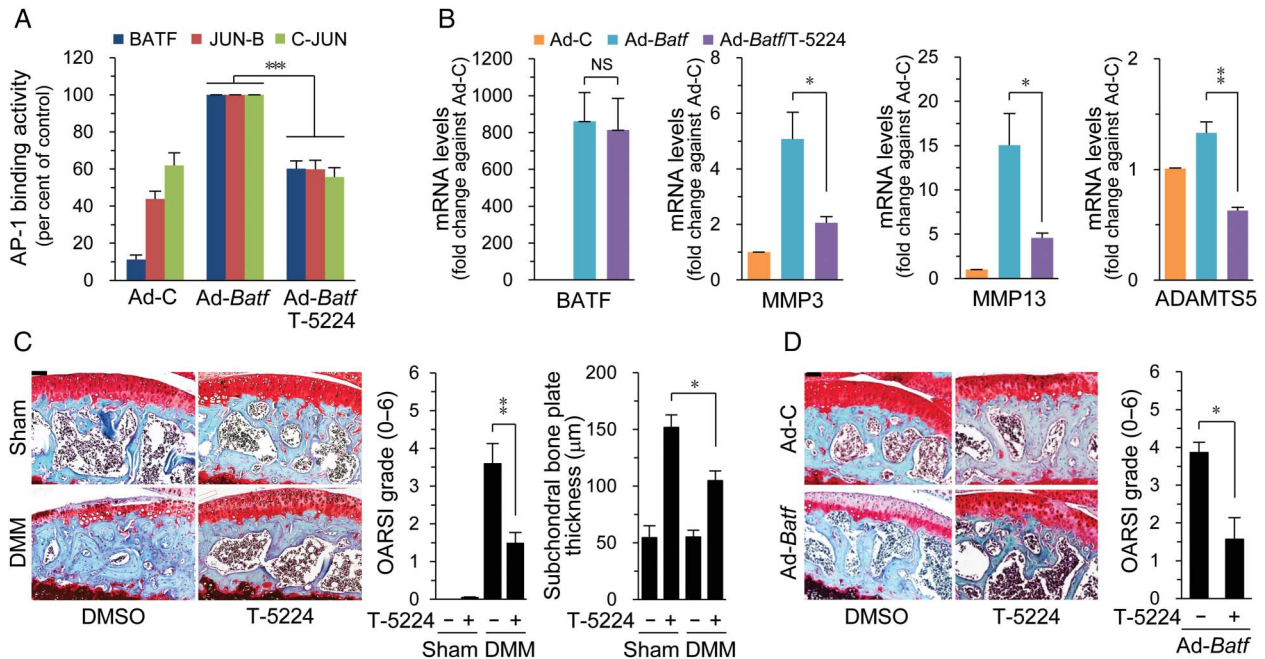 A
BATF JUN-B C-JUN
AP-1 binding activity
(per cent of control)
120
100
80
60
40
20
0
***
Ad-C Ad-Batf Ad-Batf
T-5224
B
Ad-C Ad-Batf Ad-Batf/T-5224
mRNA levels
(fold change against Ad-C)
1200
1000
800
600
400
200
0
NS
BATF
mRNA levels
(fold change against Ad-C)
8
6
4
2
0
*
MMP3
mRNA levels
(fold change against Ad-C)
25
20
15
10
5
0
*
MMP13
mRNA levels
(fold change against Ad-C)
2
1
0
**
ADAMTS5
C
Sham
DMM
DMSO T-5224
OARSI grade (0–6)
6
5
4
3
2
1
0
**
T-5224 − + − +
Sham DMM
Subchondral bone plate
thickness (μm)
200
150
100
50
0
*
T-5224 − + − +
Sham DMM
D
Ad-C
Ad-Batf
DMSO T-5224
OARSI grade (0–6)
6
5
4
3
2
1
0
*
T-5224 − +
Ad-Batf